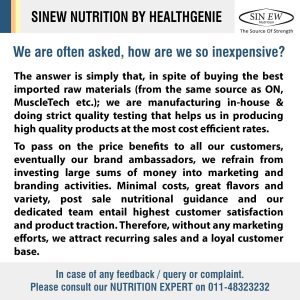 SINEW NUTRITION BY HEALTHGENIE
SIN EW
NUTRITION
The Source Of Strength
We are often asked, how are we so inexpensive?
The answer is simply that, in spite of buying the best
imported raw materials (from the same source as ON,
MuscleTech etc.); we are manufacturing in-house &
doing strict quality testing that helps us in producing
high quality products at the most cost efficient rates.
To pass on the price benefits to all our customers,
eventually our brand ambassadors, we refrain from
investing large sums of money into marketing and
branding activities. Minimal costs, great flavors and
variety, post sale nutritional guidance and our
dedicated team entail highest customer satisfaction
and product traction. Therefore, without any marketing
efforts, we attract recurring sales and a loyal customer
base.
In case of any feedback / query or complaint.
Please consult our NUTRITION EXPERT on 011-48323232